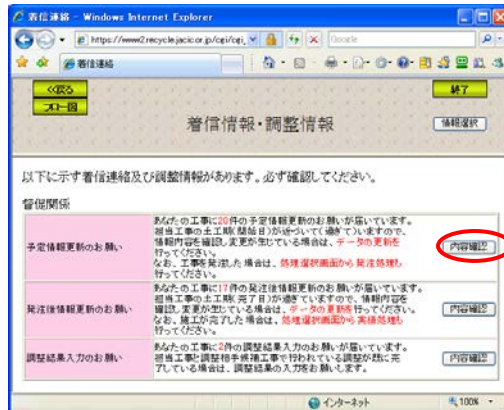 着信連絡 - Windows Internet Explorer
https://www2.recycle.jacic.or.jp/cgi/cgi_
Google
着信連絡
<<戻る
フロー図
着信情報・調整情報
終了
情報選択
以下に示す着信連絡及び調整情報があります。必ず確認してください。
督促関係
予定情報更新のお願い
あなたの工事に20件の予定情報更新のお願いが届いています。
担当工事の土工期(開始日)が近づいて(過ぎて)いますので、
情報内容を確認し変更が生じている場合は、データの更新を
行ってください。
なお、工事を発注した場合は、処理選択画面から発注処理も
行ってください。
内容確認
発注後情報更新のお願い
あなたの工事に17件の発注後情報更新のお願いが届いています。
担当工事の土工期(完了日)が過ぎていますので、情報内容を
確認し変更が生じている場合は、データの更新を行ってください。
なお、施工が完了した場合は、処理選択画面から実績処理も
行ってください。
内容確認
調整結果入力のお願い
あなたの工事に2件の調整結果入力のお願いが届いています。
担当工事と調整相手候補工事で行われている調整が既に完
了している場合は、調整結果の入力をお願いします。
内容確認
インターネット
100%